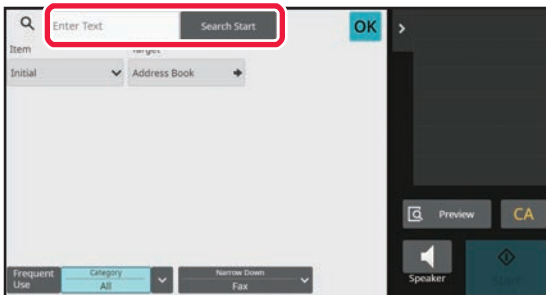 Enter Text Search Start OK
Item Target
Initial Address Book
Preview CA
Speaker Start
Frequent Use Category All Narrow Down Fax